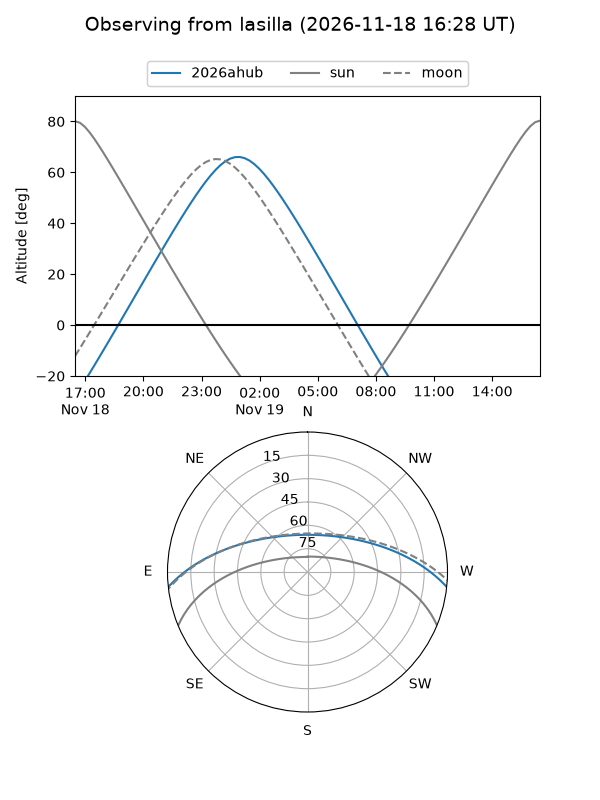 Observing from lasilla (2026-11-18 16:28 UT)
2026ahub sun moon
Altitude [deg]
80
60
40
20
0
−20
17:00 20:00 23:00 02:00 05:00 08:00 11:00 14:00
Nov 18 Nov 19
N
NE NW
15
30
45
60
75
E W
SE SW
S